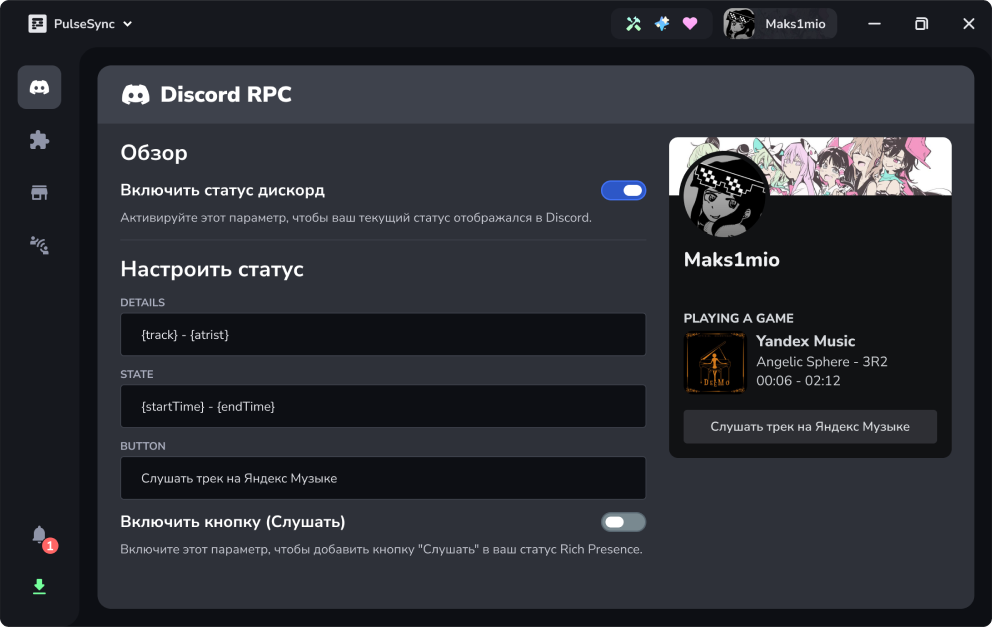 PulseSync
Maks1mio
Discord RPC
Обзор
Включить статус дискорд
Активируйте этот параметр, чтобы ваш текущий статус отображался в Discord.
Настроить статус
DETAILS
{track} - {atrist}
STATE
{startTime} - {endTime}
BUTTON
Слушать трек на Яндекс Музыке
Включить кнопку (Слушать)
Включите этот параметр, чтобы добавить кнопку "Слушать" в ваш статус Rich Presence.
Maks1mio
PLAYING A GAME
Yandex Music
Angelic Sphere - 3R2
00:06 - 02:12
Слушать трек на Яндекс Музыке
1